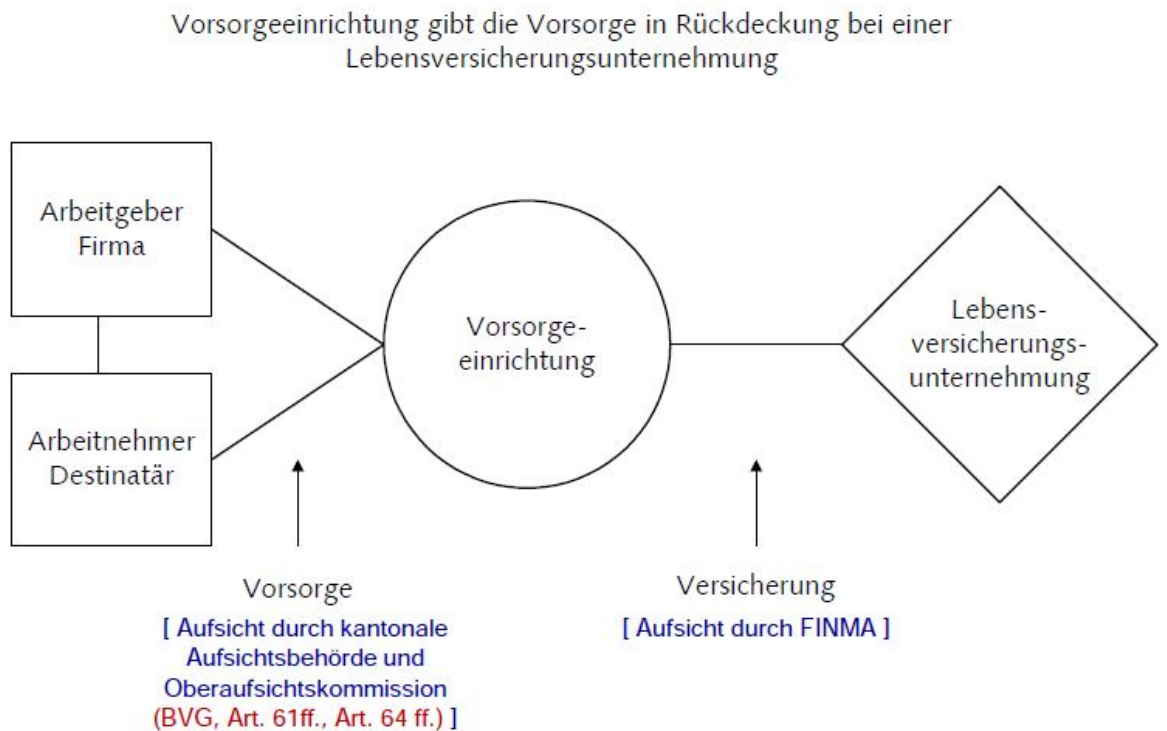 Vorsorgeeinrichtung gibt die Vorsorge in Rückdeckung bei einer
Lebensversicherungsunternehmung
Arbeitgeber
Firma
Arbeitnehmer
Destinatär
Vorsorge-
einrichtung
Lebens-
versicherungs-
unternehmung
Vorsorge
[ Aufsicht durch kantonale
Aufsichtsbehörde und
Oberaufsichtskommission
(BVG, Art. 61ff., Art. 64 ff.) ]
Versicherung
[ Aufsicht durch FINMA ]